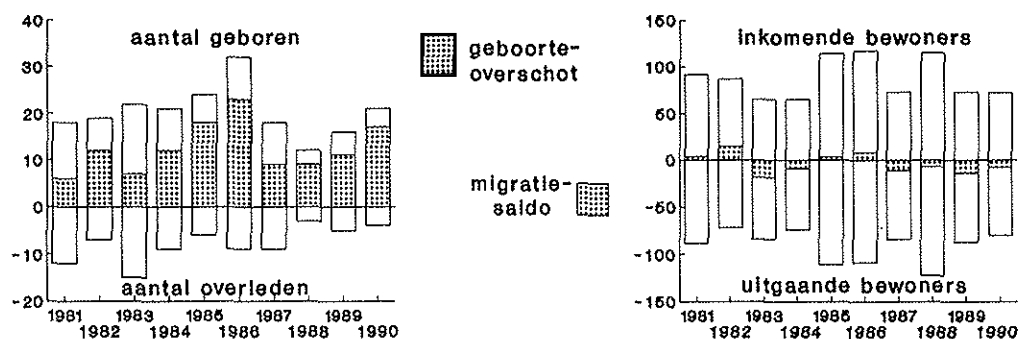 40
30
20
10
0
-10
-20
aantal geboren
aantal overleden
1981 1983 1985 1987 1989
1982 1984 1986 1988 1990
geboorte-
overschot
migratie-
saldo
150
100
50
0
-50
-100
-150
inkomende bewoners
uitgaande bewoners
1981 1983 1985 1987 1989
1982 1984 1986 1988 1990